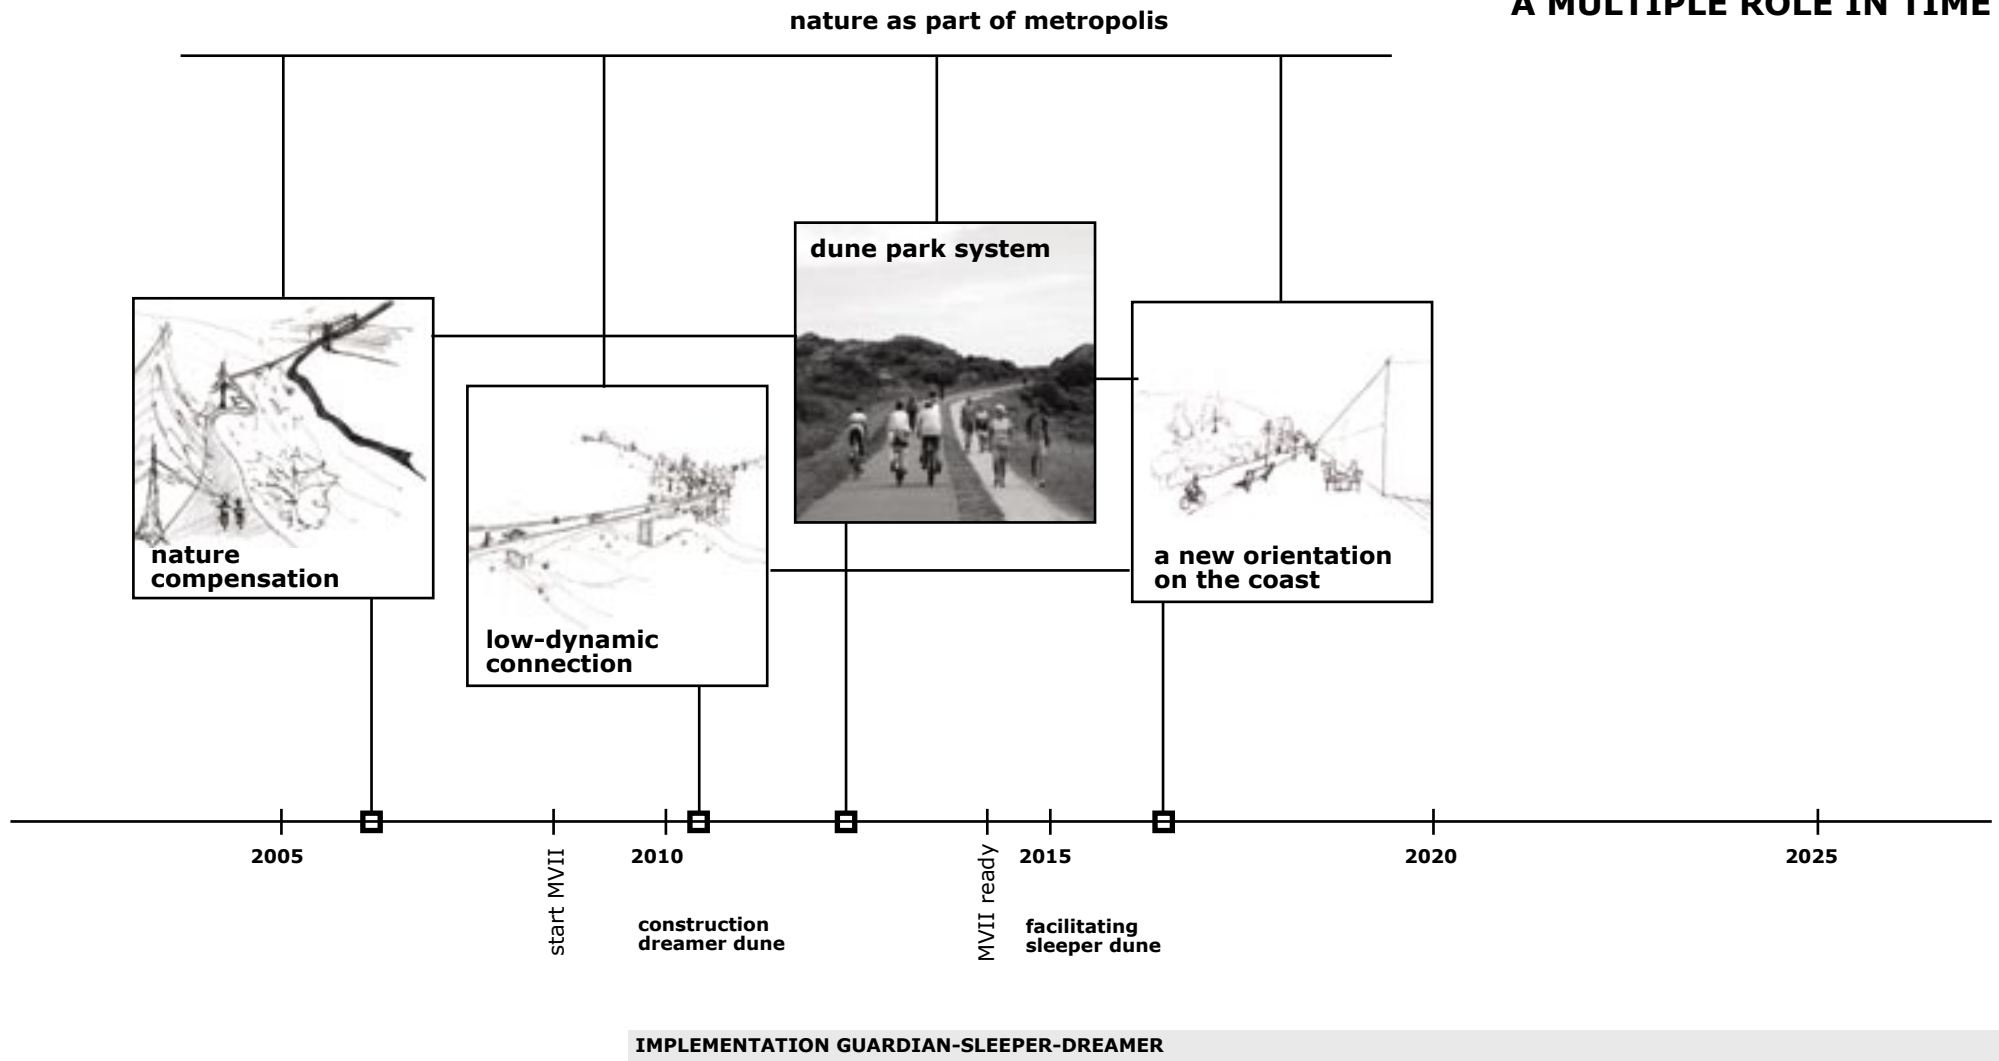 A MULTIPLE ROLE IN TIME
nature as part of metropolis
dune park system
nature
compensation
a new orientation
on the coast
low-dynamic
connection
2005
2010
2015
2020
2025
start MVII
MVII ready
construction
dreamer dune
facilitating
sleeper dune
IMPLEMENTATION GUARDIAN-SLEEPER-DREAMER